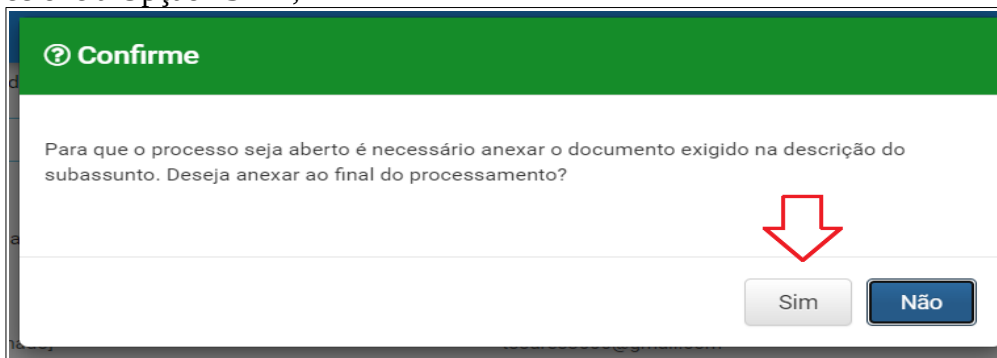 Confirme
Para que o processo seja aberto é necessário anexar o documento exigido na descrição do
subassunto. Deseja anexar ao final do processamento?
Sim
Não